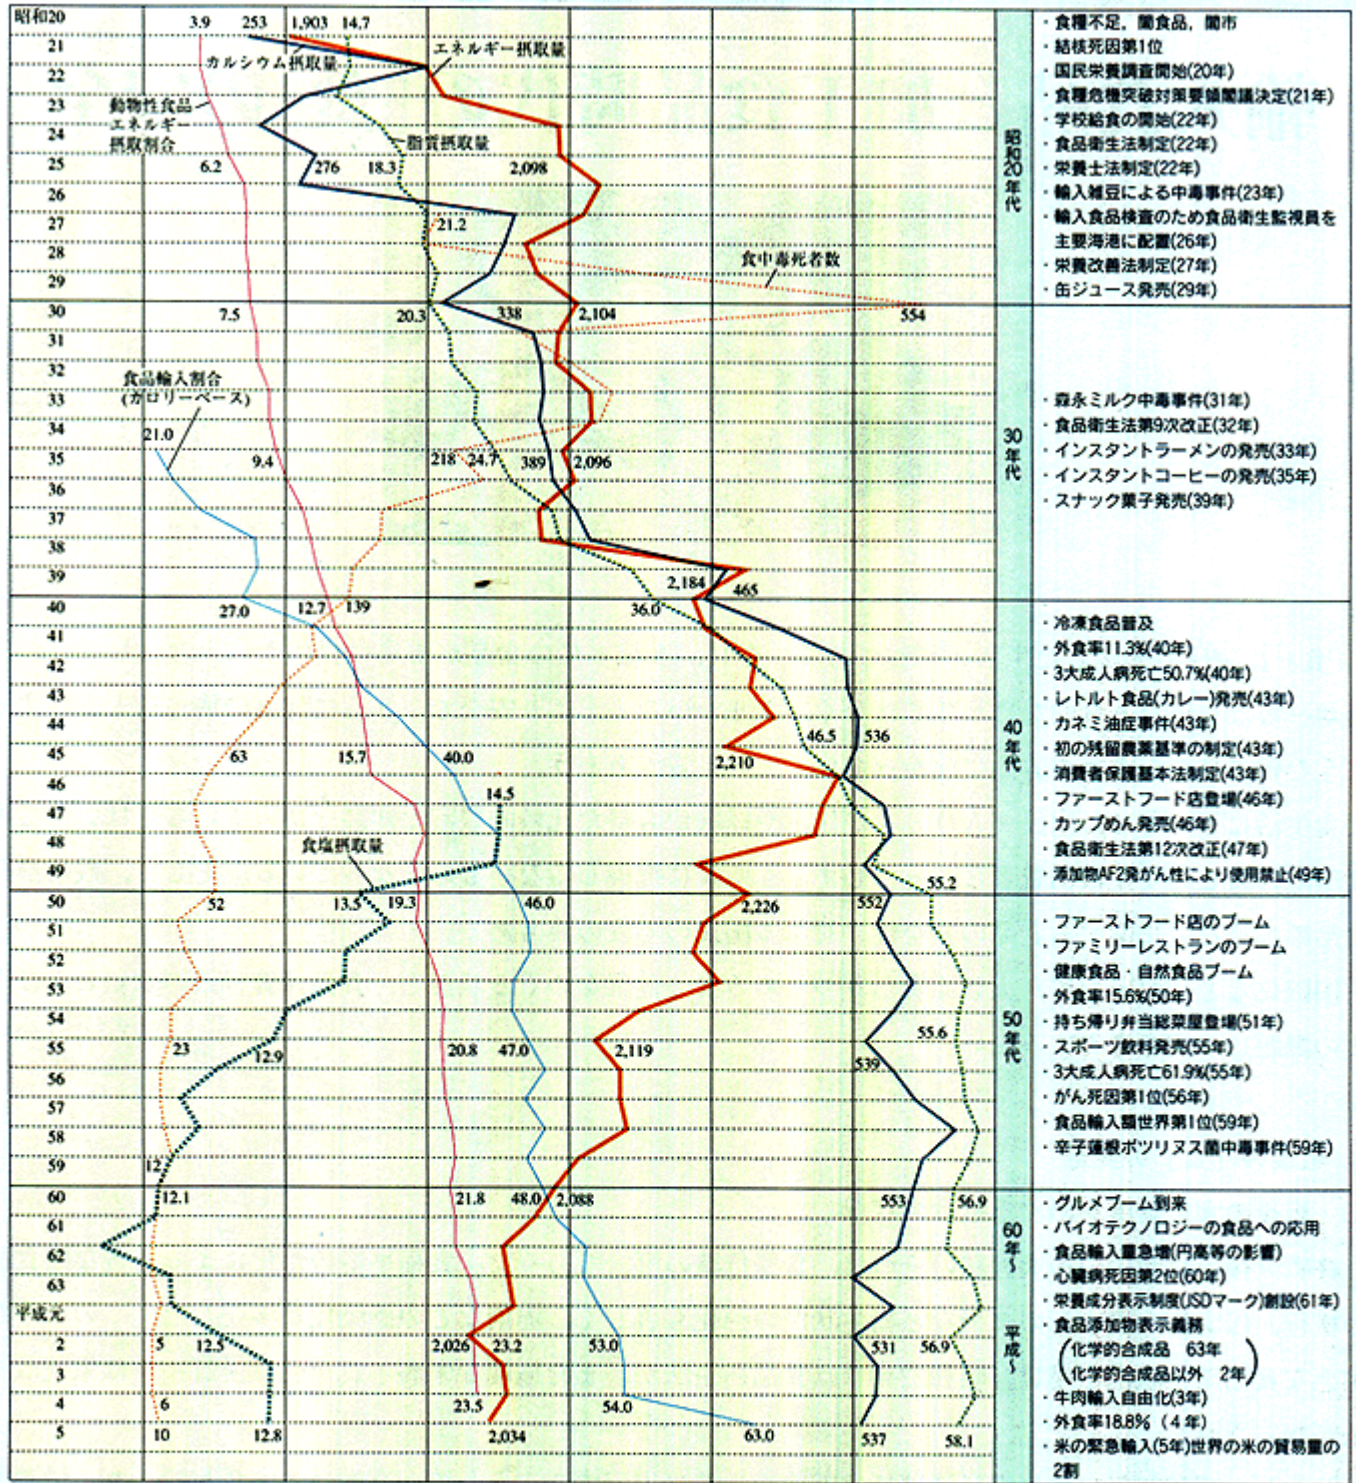 昭和20
21
22
23
24
25
26
27
28
29
30
31
32
33
34
35
36
37
38
39
40
41
42
43
44
45
46
47
48
49
50
51
52
53
54
55
56
57
58
59
60
61
62
63
平成元
2
3
4
5
3.9 253 1,903 14.7
カルシウム摂取量
エネルギー摂取量
動物性食品
エネルギー
摂取割合
脂質摂取量
6.2 276 18.3 2,098
21.2
食中毒死者数
7.5 20.3 338 2,104 554
食品輸入割合
(カロリーベース)
21.0
9.4 218 24.7 389 2,096
2,184 465
27.0 12.7 139 36.0
46.5 536
63 15.7 40.0 2,210
14.5
食塩摂取量
55.2
52 13.5 19.3 46.0 2,226 552
55.6
23 12.9 20.8 47.0 2,119 539
12
12.1 21.8 48.0 2,088 553 56.9
5 12.5 2,026 23.2 53.0 531 56.9
6 23.5 54.0
10 12.8 2,034 63.0 537 58.1
昭和20年代
・食糧不足，闇食品，闇市
・結核死因第1位
・国民栄養調査開始(20年)
・食糧危機突破対策要領閣議決定(21年)
・学校給食の開始(22年)
・食品衛生法制定(22年)
・栄養士法制定(22年)
・輸入雑豆による中毒事件(23年)
・輸入食品検査のため食品衛生監視員を
主要海港に配置(26年)
・栄養改善法制定(27年)
・缶ジュース発売(29年)
30年代
・森永ミルク中毒事件(31年)
・食品衛生法第9次改正(32年)
・インスタントラーメンの発売(33年)
・インスタントコーヒーの発売(35年)
・スナック菓子発売(39年)
40年代
・冷凍食品普及
・外食率11.3%(40年)
・3大成人病死亡50.7%(40年)
・レトルト食品(カレー)発売(43年)
・カネミ油症事件(43年)
・初の残留農薬基準の制定(43年)
・消費者保護基本法制定(43年)
・ファーストフード店登場(46年)
・カップめん発売(46年)
・食品衛生法第12次改正(47年)
・添加物AF2発がん性により使用禁止(49年)
50年代
・ファーストフード店のブーム
・ファミリーレストランのブーム
・健康食品・自然食品ブーム
・外食率15.6%(50年)
・持ち帰り弁当総菜屋登場(51年)
・スポーツ飲料発売(55年)
・3大成人病死亡61.9%(55年)
・がん死因第1位(56年)
・食品輸入額世界第1位(59年)
・辛子蓮根ボツリヌス菌中毒事件(59年)
60年～
平成～
・グルメブーム到来
・バイオテクノロジーの食品への応用
・食品輸入量急増(円高等の影響)
・心臓病死因第2位(60年)
・栄養成分表示制度(JSDマーク)創設(61年)
・食品添加物表示義務
(化学的合成品 63年
化学的合成品以外 2年)
・牛肉輸入自由化(3年)
・外食率18.8%（4年)
・米の緊急輸入(5年)世界の米の貿易量の
2割